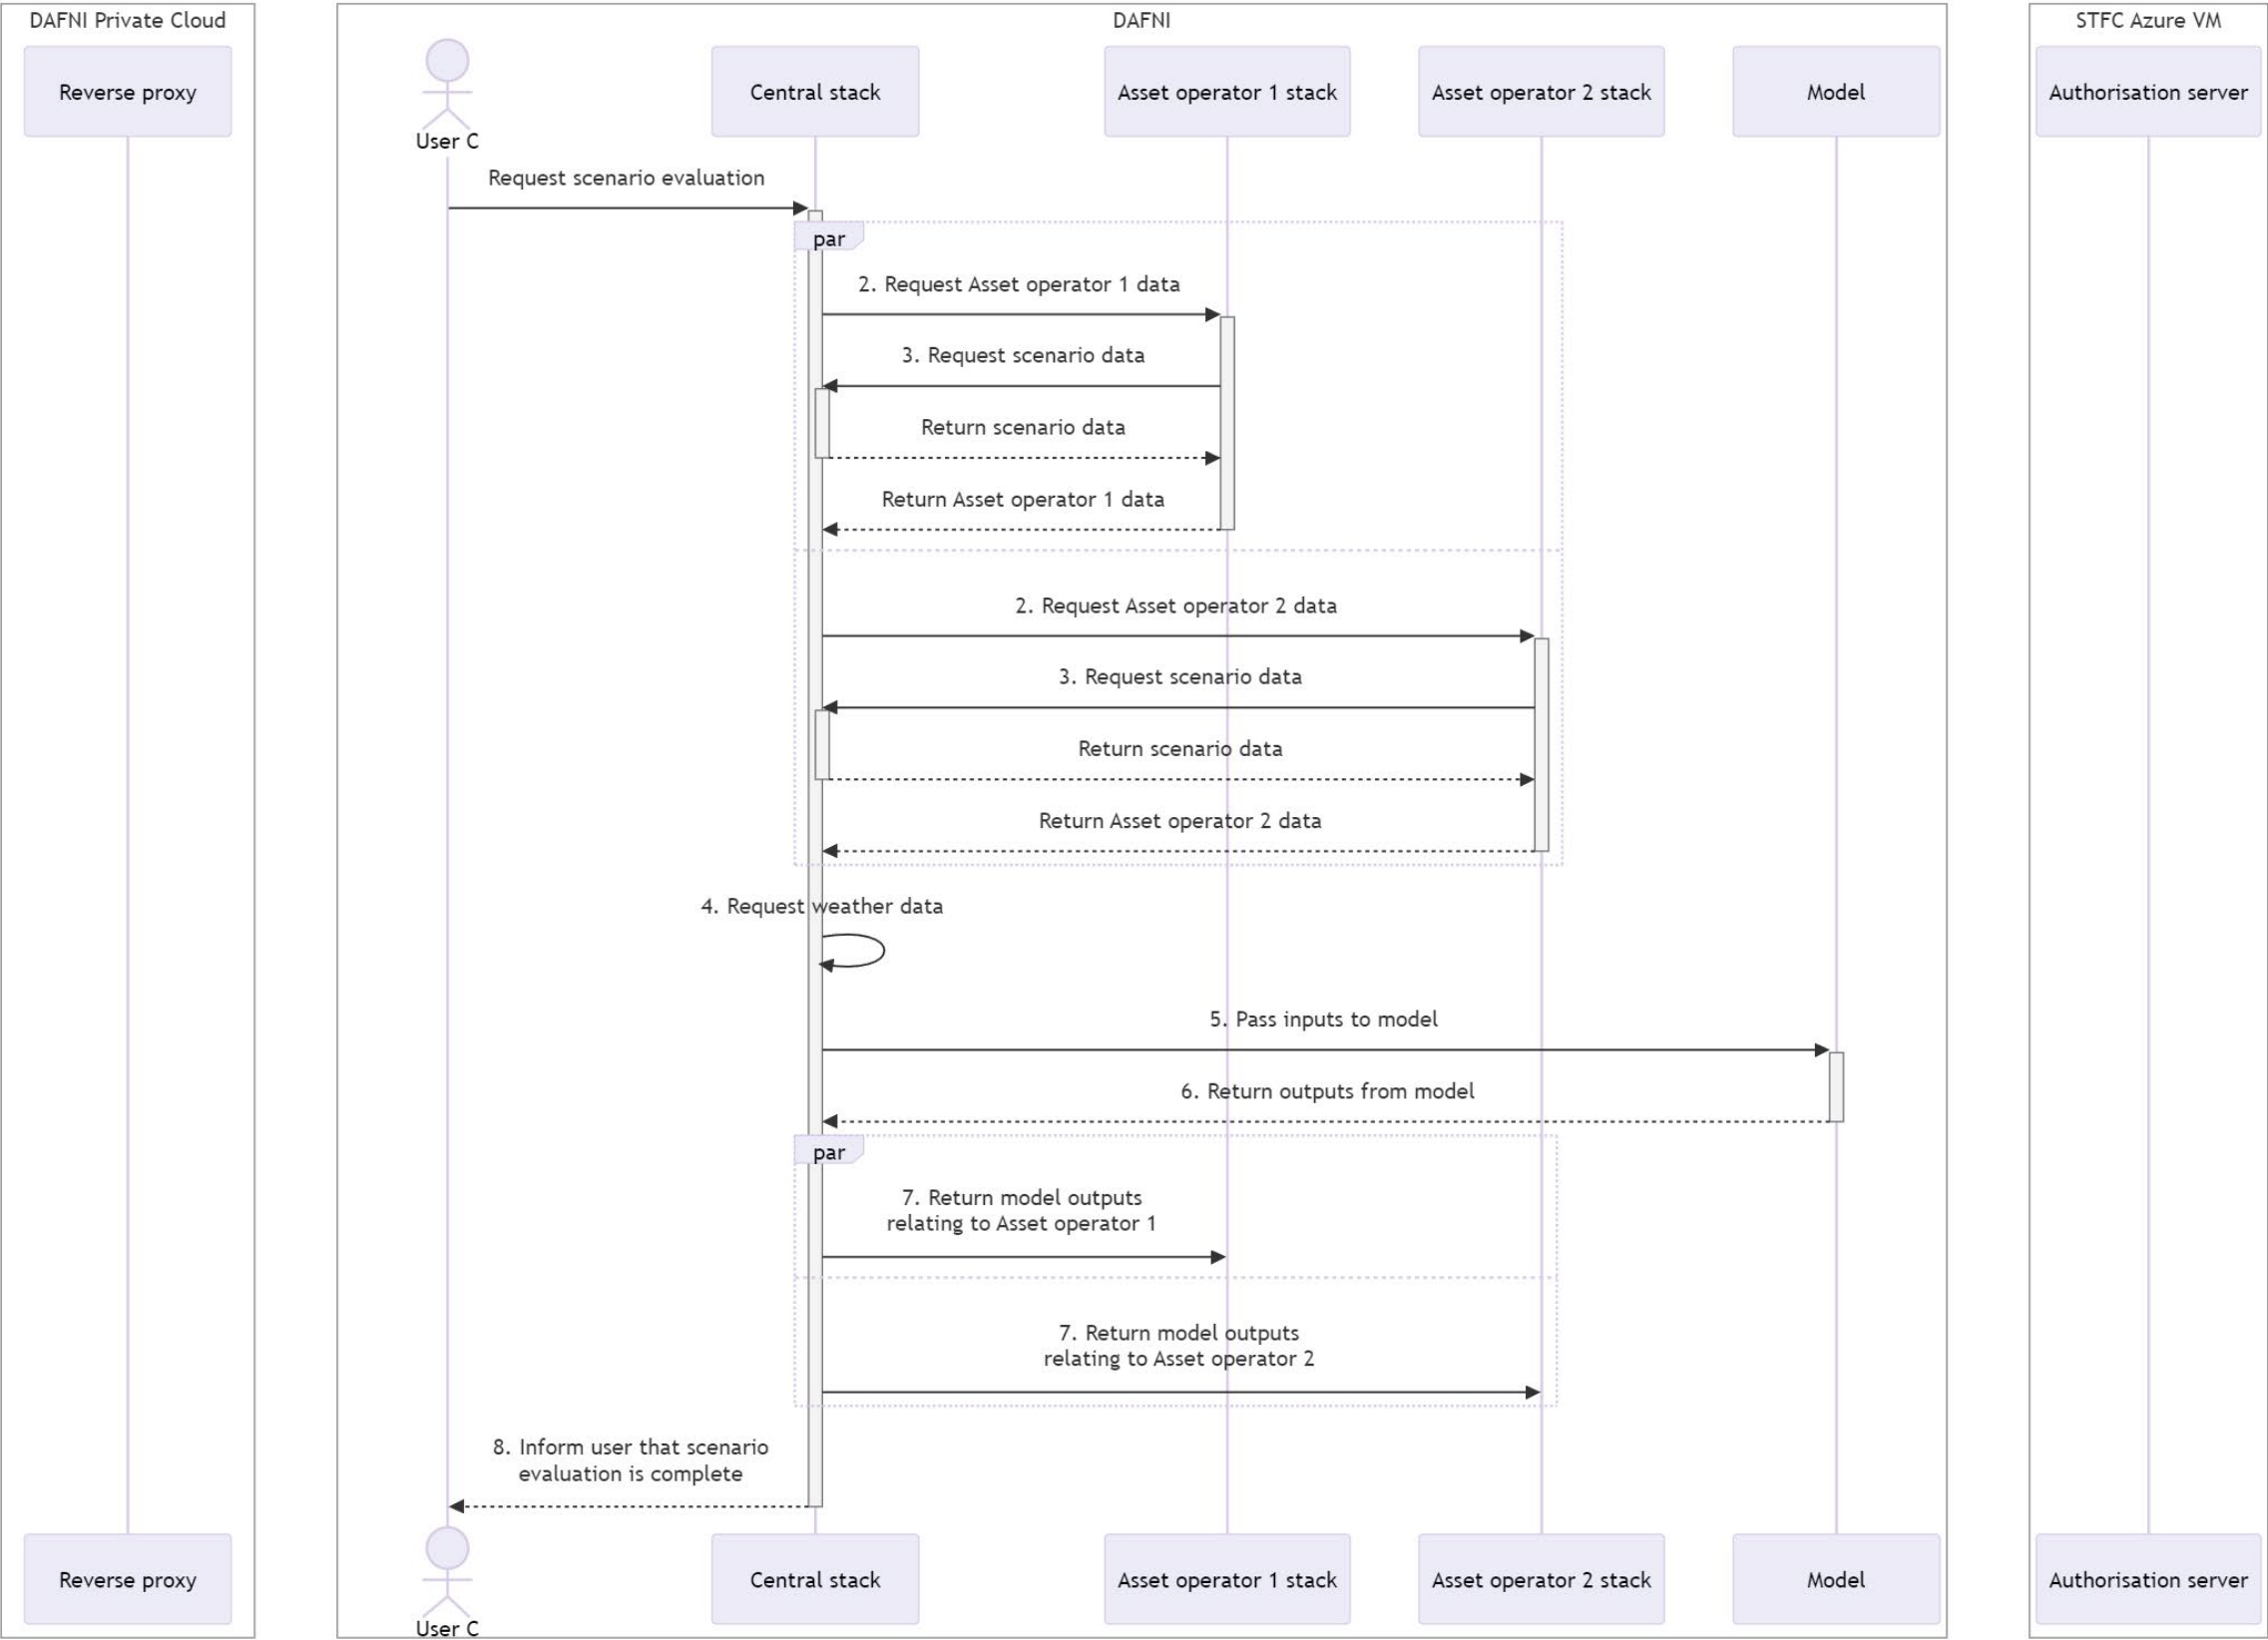 DAFNI Private Cloud
DAFNI
STFC Azure VM
Reverse proxy
User C
Central stack
Asset operator 1 stack
Asset operator 2 stack
Model
Authorisation server
Request scenario evaluation
par
2. Request Asset operator 1 data
3. Request scenario data
Return scenario data
Return Asset operator 1 data
2. Request Asset operator 2 data
3. Request scenario data
Return scenario data
Return Asset operator 2 data
4. Request weather data
5. Pass inputs to model
6. Return outputs from model
par
7. Return model outputs
relating to Asset operator 1
7. Return model outputs
relating to Asset operator 2
8. Inform user that scenario
evaluation is complete
Reverse proxy
User C
Central stack
Asset operator 1 stack
Asset operator 2 stack
Model
Authorisation server